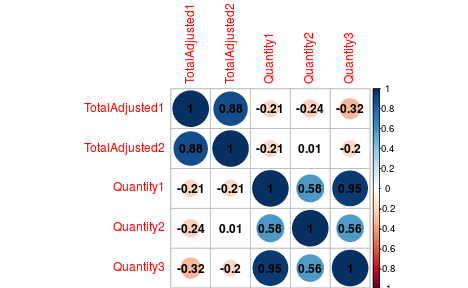 TotalAdjusted1
TotalAdjusted2
Quantity1
Quantity2
Quantity3
TotalAdjusted1 1 0.88 -0.21 -0.24 -0.32
TotalAdjusted2 0.88 1 -0.21 0.01 -0.2
Quantity1 -0.21 -0.21 1 0.58 0.95
Quantity2 -0.24 0.01 0.58 1 0.56
Quantity3 -0.32 -0.2 0.95 0.56 1
1
0.8
0.6
0.4
0.2
0
-0.2
-0.4
-0.6
-0.8
-1